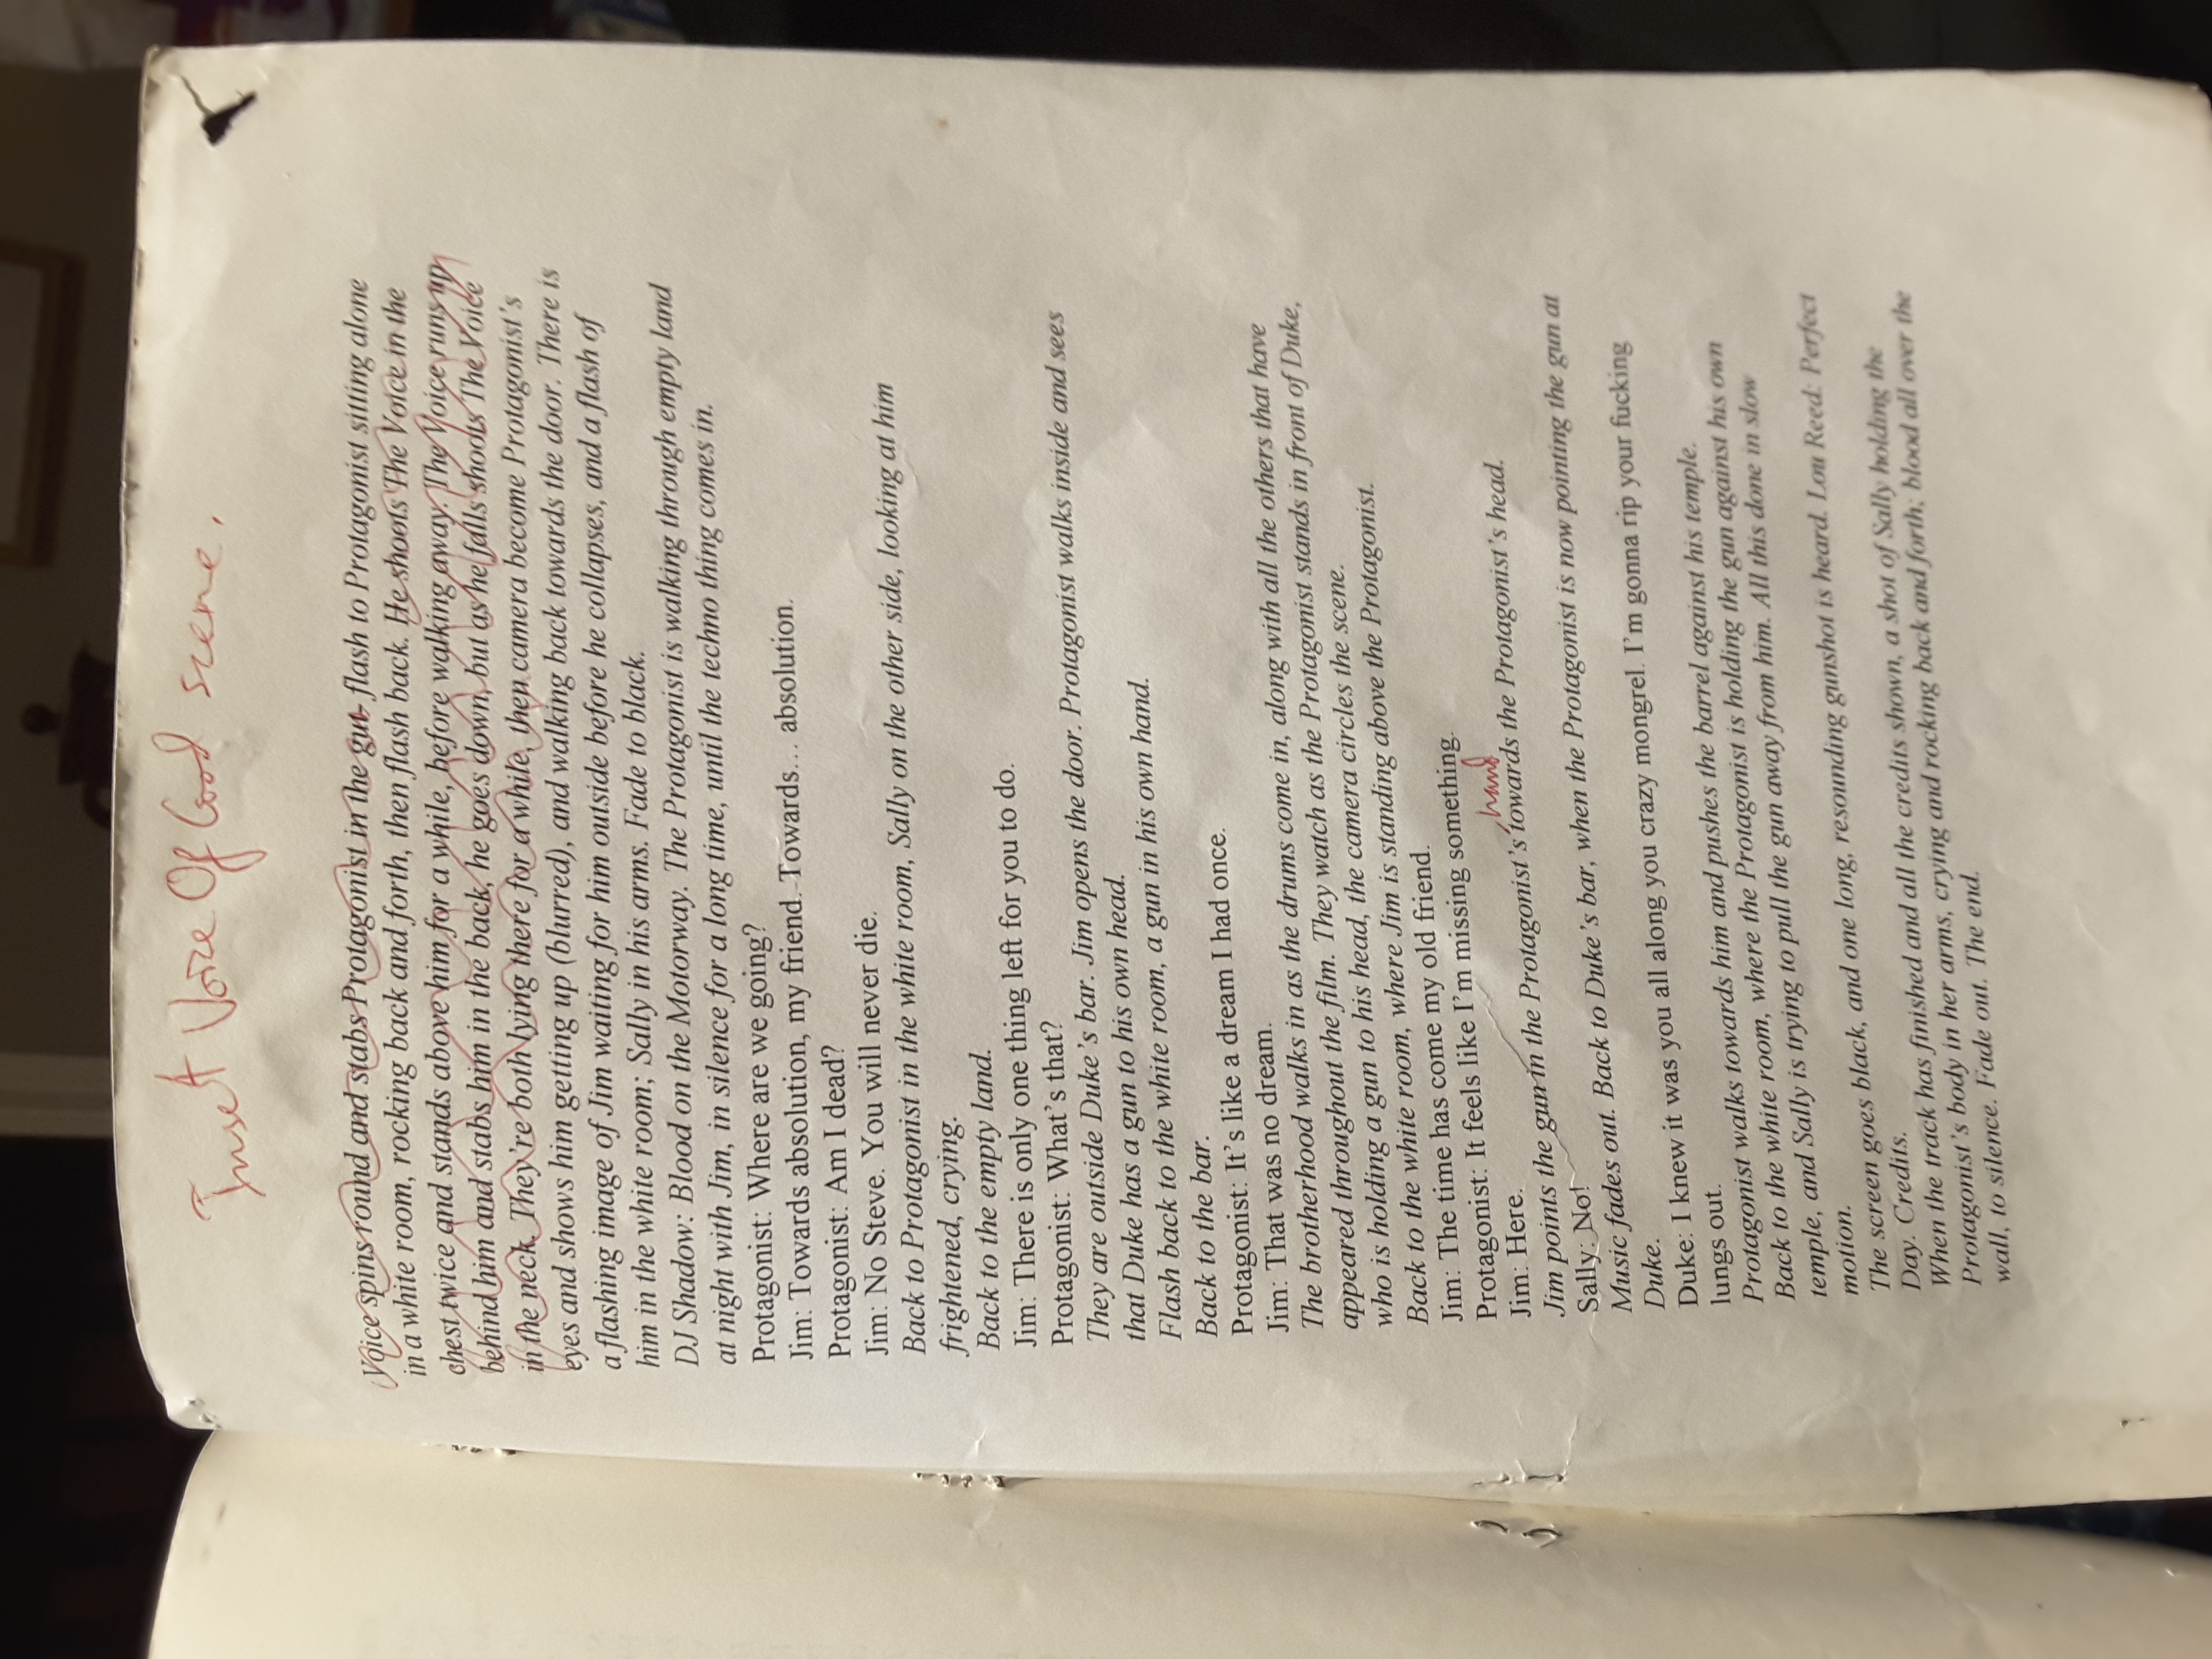 Inset Voice Of Good scene.
Voice spins round and stabs Protagonist in the gut- flash to Protagonist sitting alone
in a white room, rocking back and forth, then flash back. He shoots The Voice in the
chest twice and stands above him for a while, before walking away. The Voice runs up
behind him and stabs him in the back, he goes down, but as he falls shoots The Voice
in the neck. They're both lying there for a while, then camera become Protagonist's
eyes and shows him getting up (blurred), and walking back towards the door. There is
a flashing image of Jim waiting for him outside before he collapses, and a flash of
him in the white room; Sally in his arms. Fade to black.
DJ Shadow: Blood on the Motorway. The Protagonist is walking through empty land
at night with Jim, in silence for a long time, until the techno thing comes in.
Protagonist: Where are we going?
Jim: Towards absolution, my friend. Towards… absolution.
Protagonist: Am I dead?
Jim: No Steve. You will never die.
Back to Protagonist in the white room, Sally on the other side, looking at him
frightened, crying.
Back to the empty land.
Jim: There is only one thing left for you to do.
Protagonist: What's that?
They are outside Duke's bar. Jim opens the door. Protagonist walks inside and sees
that Duke has a gun to his own head.
Flash back to the white room, a gun in his own hand.
Back to the bar.
Protagonist: It's like a dream I had once.
Jim: That was no dream.
The brotherhood walks in as the drums come in, along with all the others that have
appeared throughout the film. They watch as the Protagonist stands in front of Duke,
who is holding a gun to his head, the camera circles the scene.
Back to the white room, where Jim is standing above the Protagonist.
Jim: The time has come my old friend.
Protagonist: It feels like I'm missing something.
Jim: Here.
hand
Jim points the gun in the Protagonist's towards the Protagonist's head.
Sally: No!
Music fades out. Back to Duke's bar, when the Protagonist is now pointing the gun at
Duke.
Duke: I knew it was you all along you crazy mongrel. I'm gonna rip your fucking
lungs out.
Protagonist walks towards him and pushes the barrel against his temple.
Back to the white room, where the Protagonist is holding the gun against his own
temple, and Sally is trying to pull the gun away from him. All this done in slow
motion.
The screen goes black, and one long, resounding gunshot is heard. Lou Reed: Perfect
Day. Credits.
When the track has finished and all the credits shown, a shot of Sally holding the
Protagonist's body in her arms, crying and rocking back and forth; blood all over the
wall, to silence. Fade out. The end.